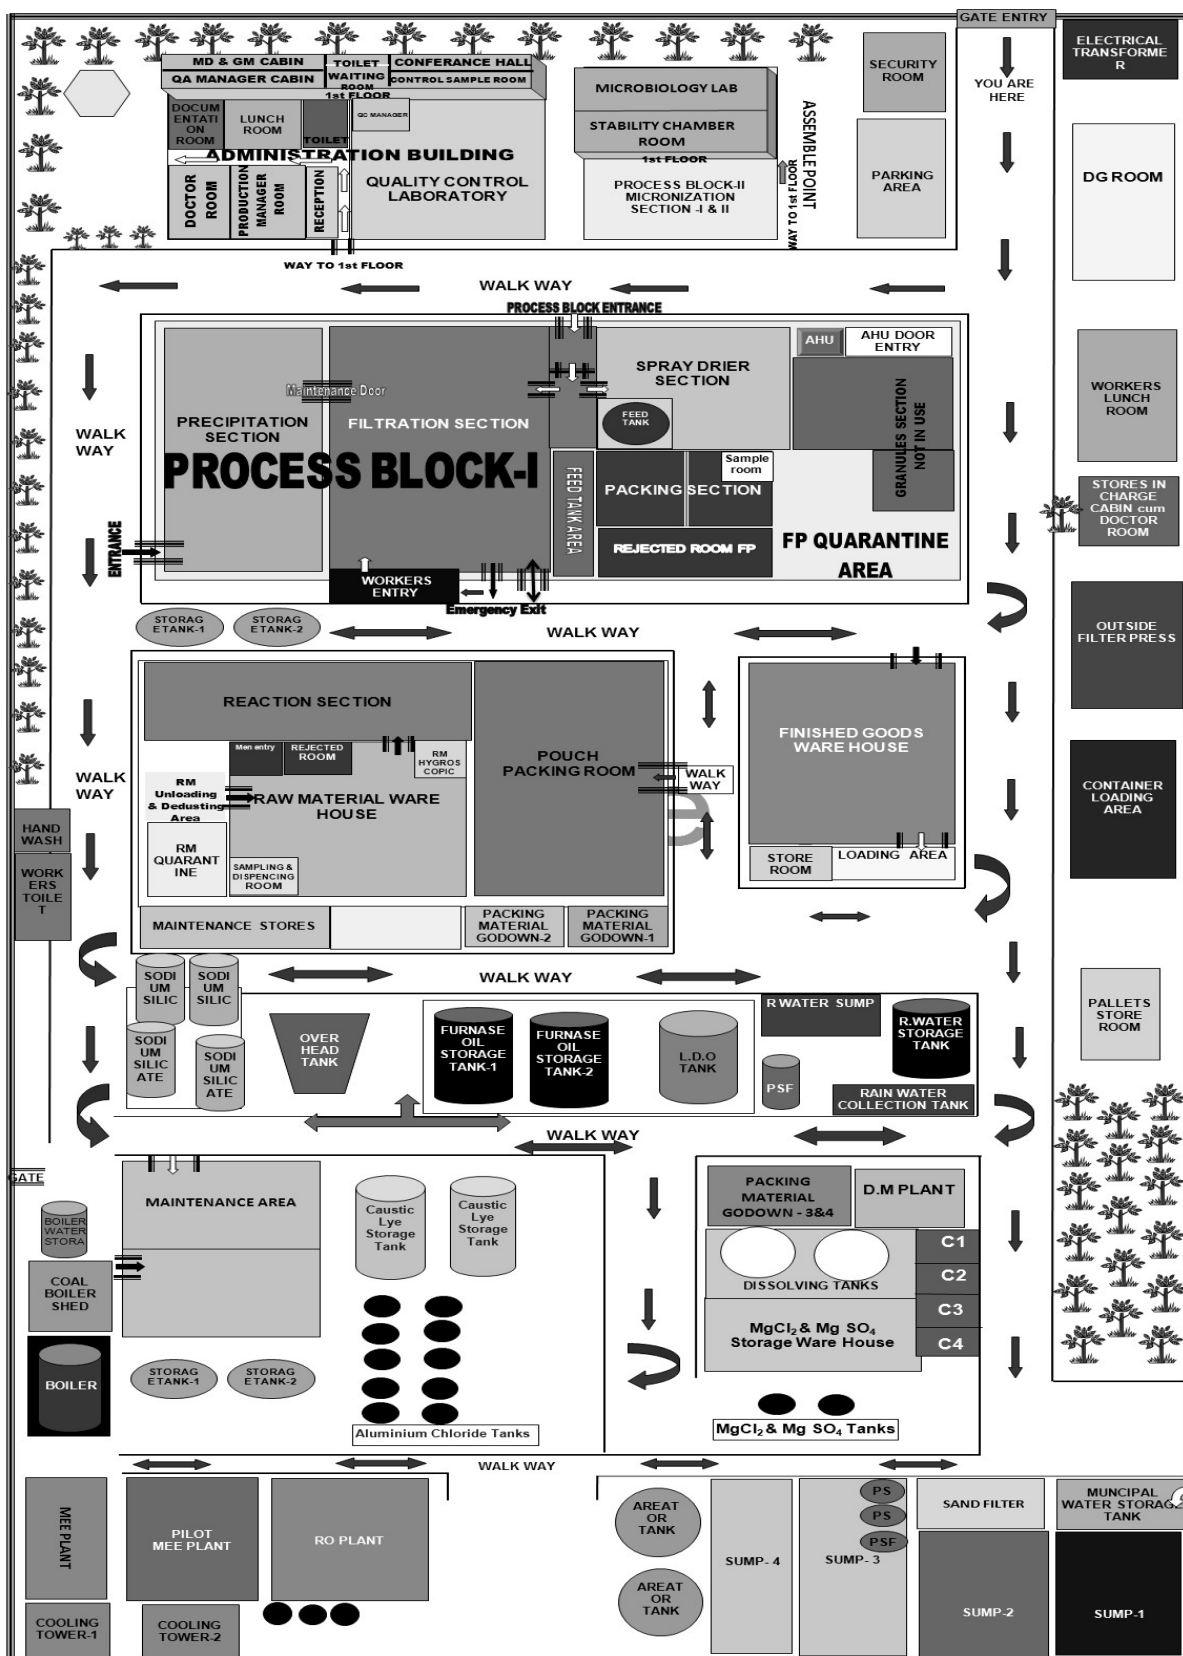 GATE ENTRY
ELECTRICAL
TRANSFORME
R
MD & GM CABIN
TOILET
CONFERANCE HALL
QA MANAGER CABIN
WAITING
ROOM
CONTROL SAMPLE ROOM
1st FLOOR
SECURITY
ROOM
YOU ARE
HERE
MICROBIOLOGY LAB
STABILITY CHAMBER
ROOM
1st FLOOR
ASSEMBLE POINT
WAY TO 1st FLOOR
DOCUM
ENTATI
ON
ROOM
LUNCH
ROOM
TOILET
QC MANAGER
ADMINISTRATION BUILDING
DOCTOR
ROOM
PRODUCTION
MANAGER
ROOM
RECEPTION
QUALITY CONTROL
LABORATORY
PROCESS BLOCK-II
MICRONIZATION
SECTION -I & II
PARKING
AREA
DG ROOM
WAY TO 1st FLOOR
WALK WAY
PROCESS BLOCK ENTRANCE
AHU
AHU DOOR
ENTRY
SPRAY DRIER
SECTION
Maintenance Door
WORKERS
LUNCH
ROOM
WALK
WAY
PRECIPITATION
SECTION
FILTRATION SECTION
FEED
TANK
GRANULES SECTION
NOT IN USE
PROCESS BLOCK-I
FEED TANK AREA
Sample
room
PACKING SECTION
STORES IN
CHARGE
CABIN cum
DOCTOR
ROOM
ENTRANCE
REJECTED ROOM FP
FP QUARANTINE
AREA
WORKERS
ENTRY
Emergency Exit
STORAG
ETANK-1
STORAG
ETANK-2
WALK WAY
OUTSIDE
FILTER PRESS
REACTION SECTION
Men entry
REJECTED
ROOM
RM
HYGROS
COPIC
POUCH
PACKING ROOM
WALK
WAY
FINISHED GOODS
WARE HOUSE
WALK
WAY
RM
Unloading
& Dedusting
Area
RAW MATERIAL WARE
HOUSE
e
CONTAINER
LOADING
AREA
HAND
WASH
WORK
ERS
TOILE
T
RM
QUARANT
INE
SAMPLING &
DISPENCING
ROOM
STORE
ROOM
LOADING AREA
MAINTENANCE STORES
PACKING
MATERIAL
GODOWN-2
PACKING
MATERIAL
GODOWN-1
WALK WAY
SODI
UM
SILIC
SODI
UM
SILIC
SODI
UM
SILIC
ATE
SODI
UM
SILIC
ATE
OVER
HEAD
TANK
FURNASE
OIL
STORAGE
TANK-1
FURNASE
OIL
STORAGE
TANK-2
L.D.O
TANK
R WATER SUMP
R.WATER
STORAGE
TANK
PSF
RAIN WATER
COLLECTION TANK
PALLETS
STORE
ROOM
WALK WAY
GATE
MAINTENANCE AREA
Caustic
Lye
Storage
Tank
Caustic
Lye
Storage
Tank
PACKING
MATERIAL
GODOWN - 3&4
D.M PLANT
BOILER
WATER
STORA
COAL
BOILER
SHED
DISSOLVING TANKS
C1
C2
C3
C4
MgCl2 & Mg SO4
Storage Ware House
BOILER
STORAG
ETANK-1
STORAG
ETANK-2
Aluminium Chloride Tanks
MgCl2 & Mg SO4 Tanks
WALK WAY
MEE PLANT
PILOT
MEE PLANT
RO PLANT
AREAT
OR
TANK
AREAT
OR
TANK
SUMP- 4
SUMP- 3
PS
PS
PSF
SAND FILTER
MUNCIPAL
WATER STORAGE
TANK
COOLING
TOWER-1
COOLING
TOWER-2
SUMP-2
SUMP-1